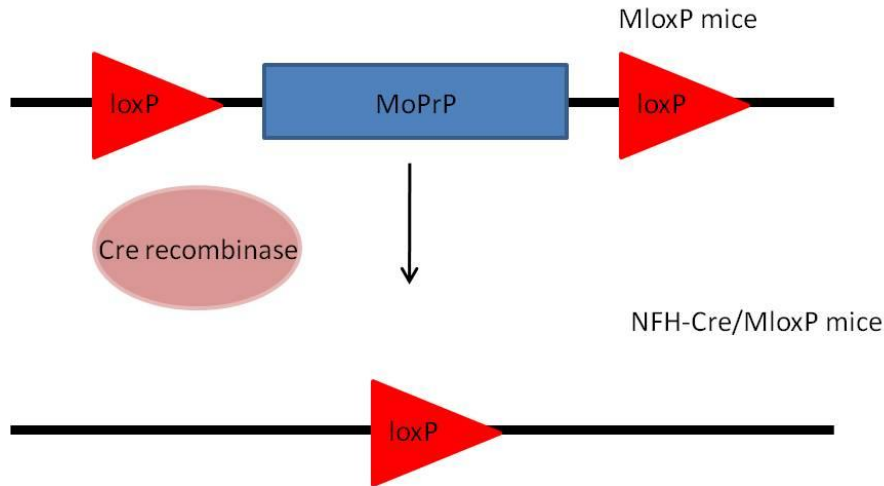 MloxP mice
loxP
MoPrP
loxP
Cre recombinase
NFH-Cre/MloxP mice
loxP